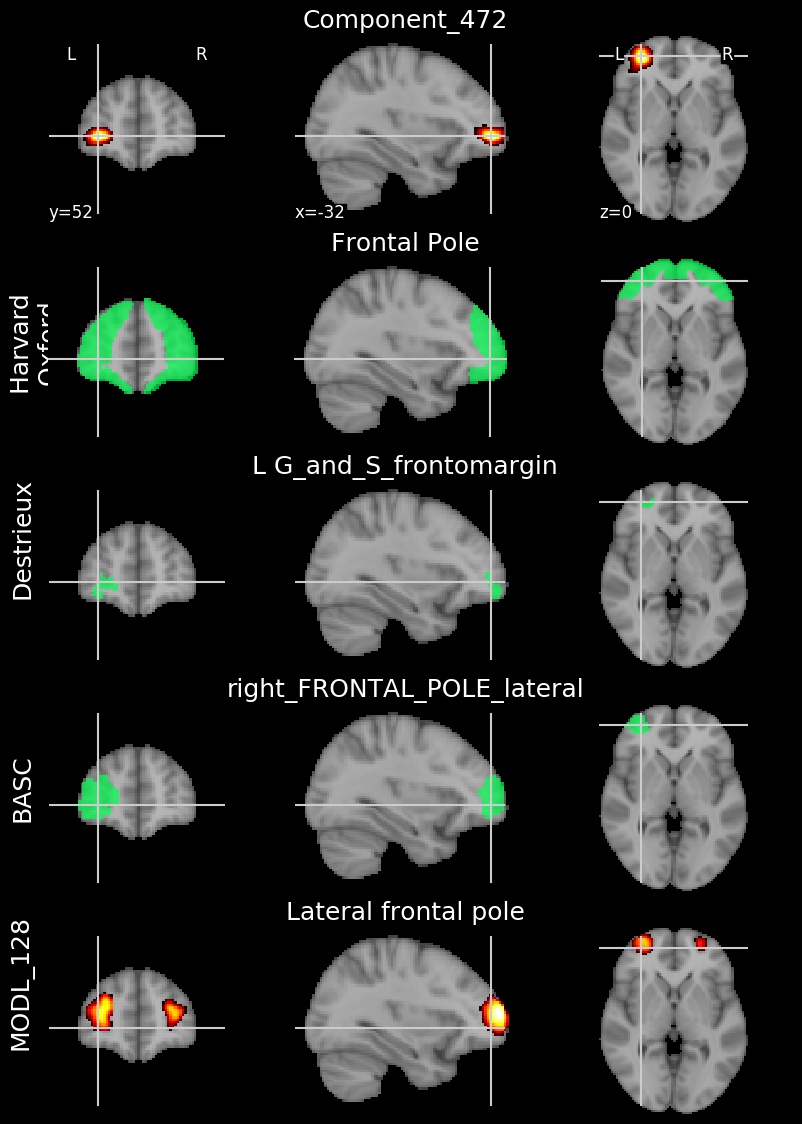 Component_472
L R
L R
y=52 x=-32 z=0
Frontal Pole
Harvard
L G_and_S_frontomargin
Destrieux
right_FRONTAL_POLE_lateral
BASC
Lateral frontal pole
MODL_128